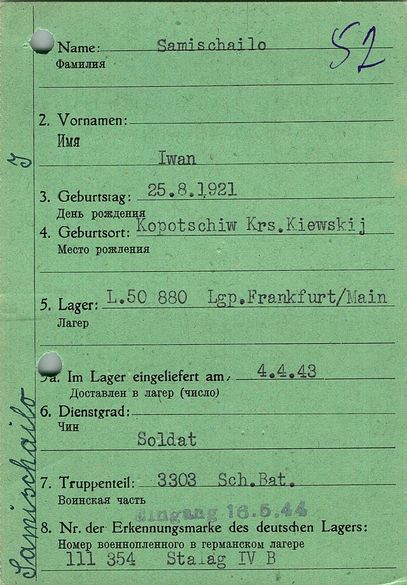 52
Name: Samischailo
Фамилия
2. Vornamen:
Имя
Iwan
3. Geburtstag: 25.8.1921
День рождения
4. Geburtsort: Kopotschiw Krs.Kiewskij
Место рождения
5. Lager: L.50 880 Lgp.Frankfurt/Main
Лагер
a. Im Lager eingeliefert am, 4.4.43
Доставлен в лагер (число)
6. Dienstgrad:
Чин
Soldat
7. Truppenteil: 3303 Sch.Bat.
Воинская часть
Eingang 16.5.44
8. Nr. der Erkennungsmarke des deutschen Lagers:
Номер военнопленного в германском лагере
111 354 Stalag IV B
Samischailo J